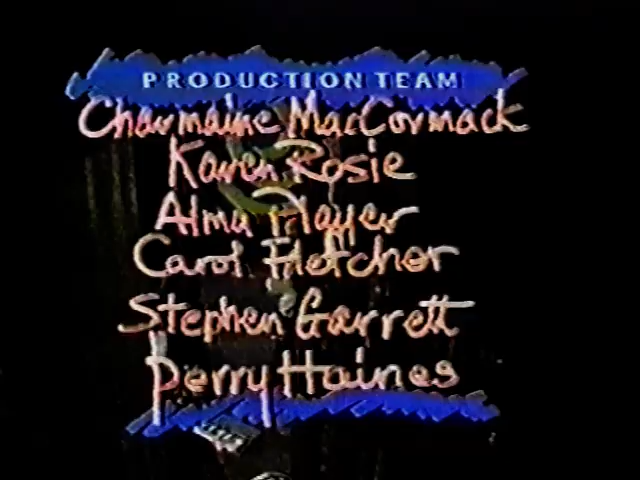 PRODUCTION TEAM
Charmaine MacCormack
Karen Rosie
Alma Player
Carol Fletcher
Stephen Garrett
Perry Haines